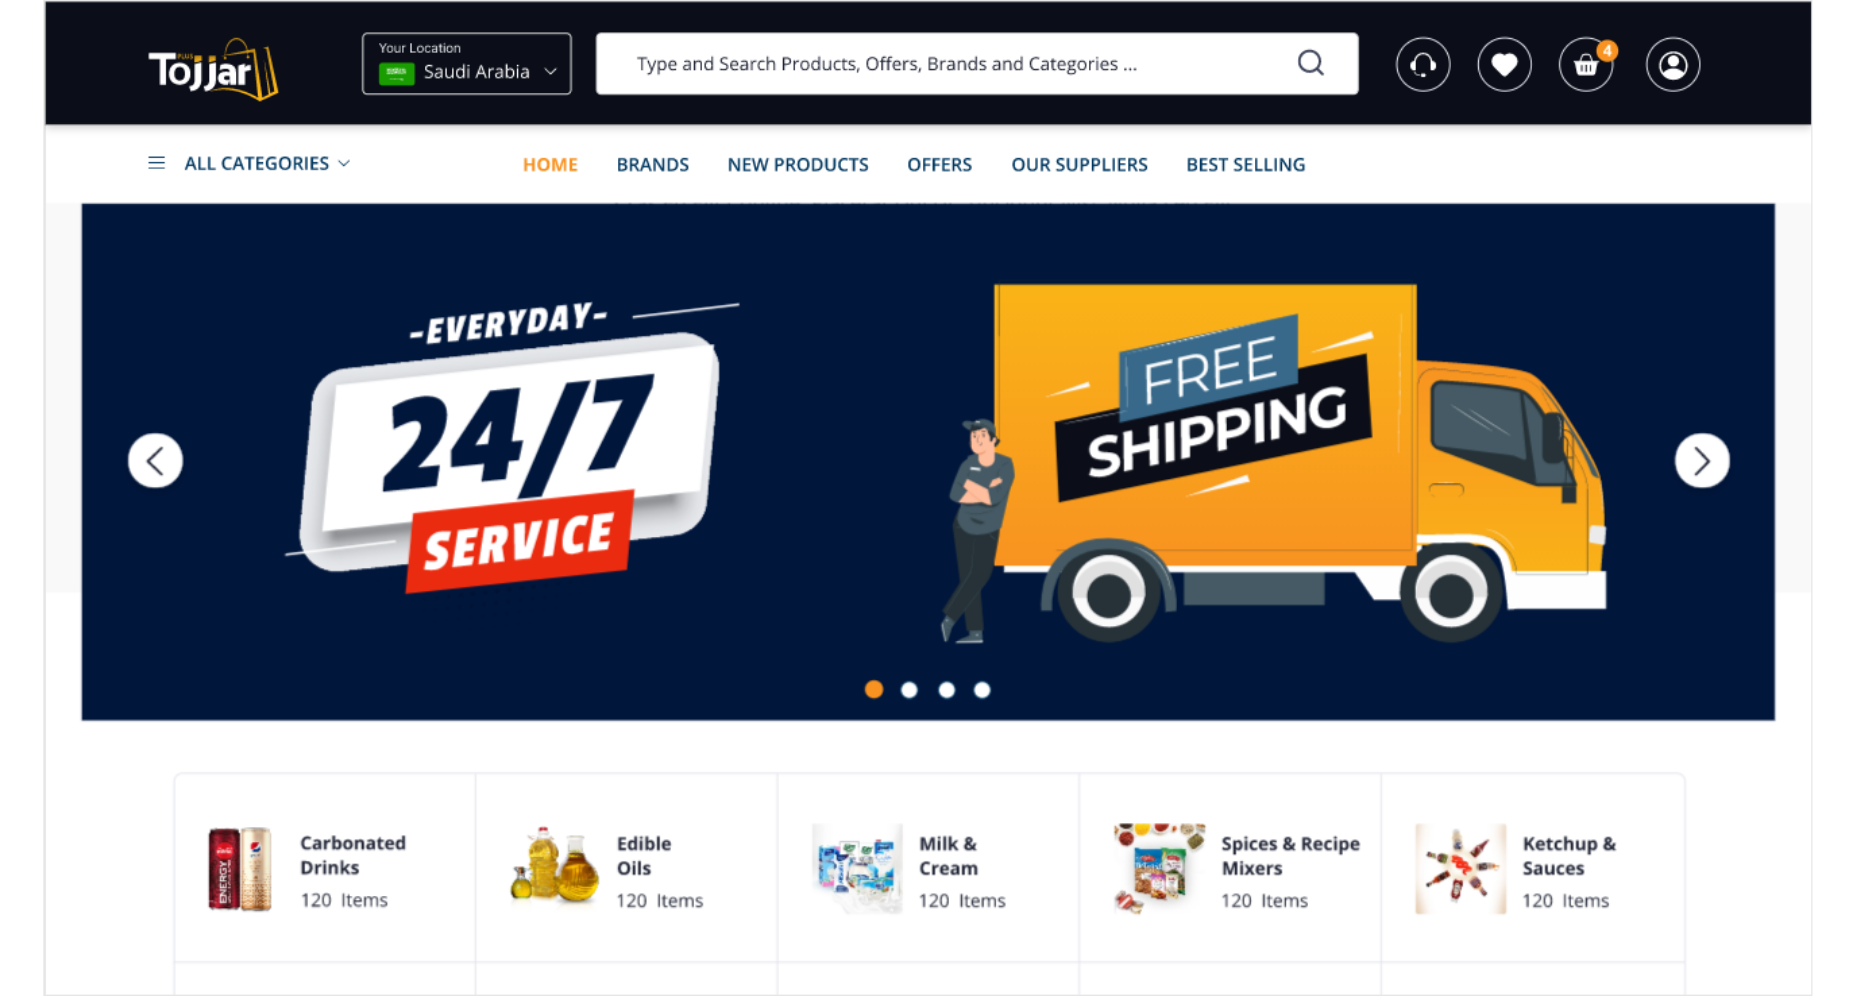 PLUS
Tojjar
Your Location
Saudi Arabia
Type and Search Products, Offers, Brands and Categories ...
4
ALL CATEGORIES
HOME
BRANDS
NEW PRODUCTS
OFFERS
OUR SUPPLIERS
BEST SELLING
-EVERYDAY-
24/7
SERVICE
FREE
SHIPPING
Carbonated
Drinks
120 Items
ENERGY
Edible
Oils
120 Items
Milk &
Cream
120 Items
Spices & Recipe
Mixers
120 Items
Ketchup &
Sauces
120 Items